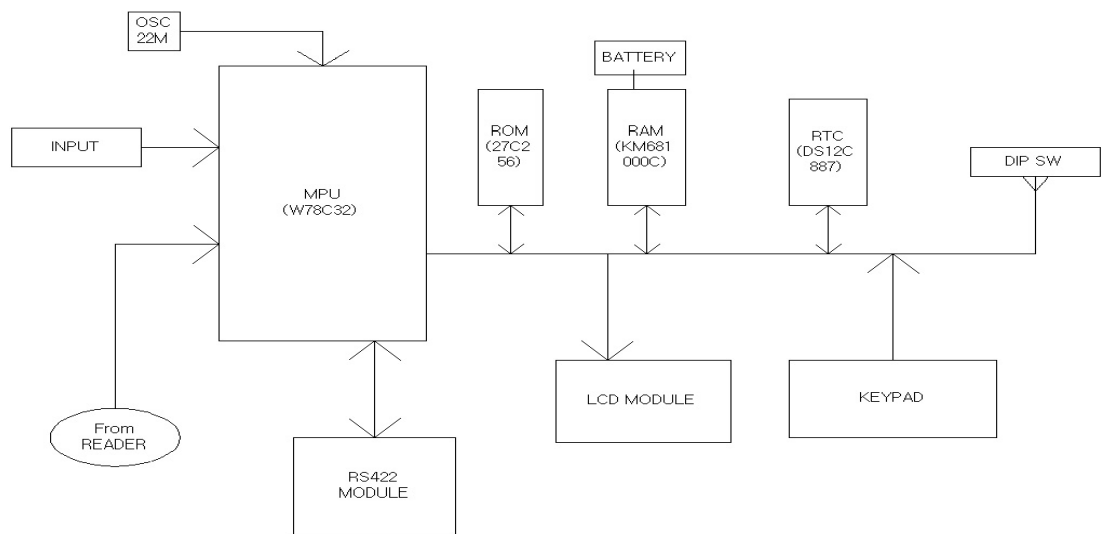 OSC
22M
BATTERY
INPUT
MPU
(W78C32)
ROM
(27C2
56)
RAM
(KM681
000C)
RTC
(DS12C
887)
DIP SW
LCD MODULE
KEYPAD
From
READER
RS422
MODULE